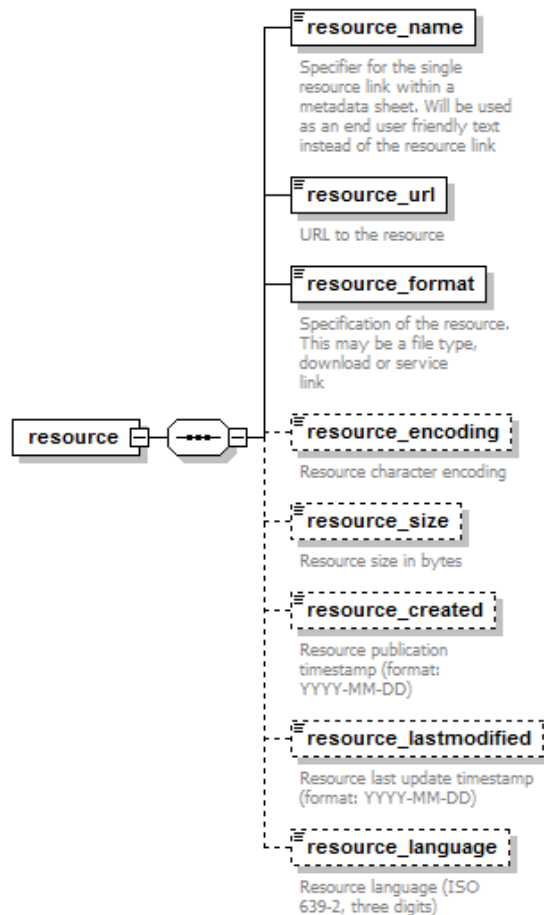 resource_name
Specifier for the single
resource link within a
metadata sheet. Will be used
as an end user friendly text
instead of the resource link
resource_url
URL to the resource
resource_format
Specification of the resource.
This may be a file type,
download or service
link
resource
resource_encoding
Resource character encoding
resource_size
Resource size in bytes
resource_created
Resource publication
timestamp (format:
YYYY-MM-DD)
resource_lastmodified
Resource last update timestamp
(format: YYYY-MM-DD)
resource_language
Resource language (ISO
639-2, three digits)